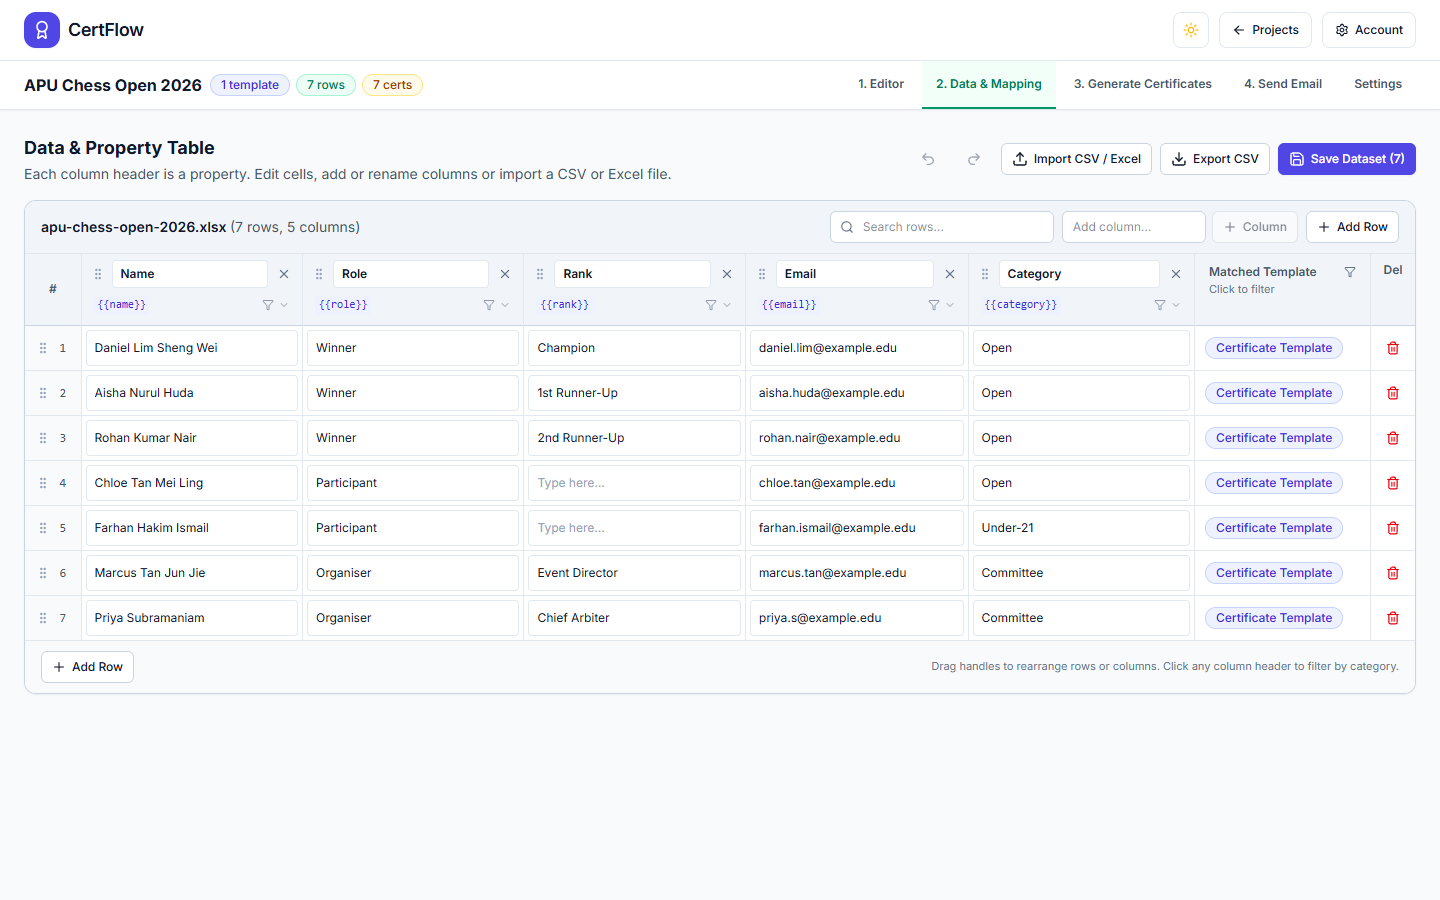 CertFlow
Projects
Account
APU Chess Open 2026 1 template 7 rows 7 certs
1. Editor 2. Data & Mapping 3. Generate Certificates 4. Send Email Settings
Data & Property Table
Each column header is a property. Edit cells, add or rename columns or import a CSV or Excel file.
Import CSV / Excel Export CSV Save Dataset (7)
apu-chess-open-2026.xlsx (7 rows, 5 columns)
Search rows... Add column... + Column + Add Row
# Name Role Rank Email Category Matched Template Del
{{name}} {{role}} {{rank}} {{email}} {{category}} Click to filter
1 Daniel Lim Sheng Wei Winner Champion daniel.lim@example.edu Open Certificate Template
2 Aisha Nurul Huda Winner 1st Runner-Up aisha.huda@example.edu Open Certificate Template
3 Rohan Kumar Nair Winner 2nd Runner-Up rohan.nair@example.edu Open Certificate Template
4 Chloe Tan Mei Ling Participant Type here... chloe.tan@example.edu Open Certificate Template
5 Farhan Hakim Ismail Participant Type here... farhan.ismail@example.edu Under-21 Certificate Template
6 Marcus Tan Jun Jie Organiser Event Director marcus.tan@example.edu Committee Certificate Template
7 Priya Subramaniam Organiser Chief Arbiter priya.s@example.edu Committee Certificate Template
+ Add Row
Drag handles to rearrange rows or columns. Click any column header to filter by category.